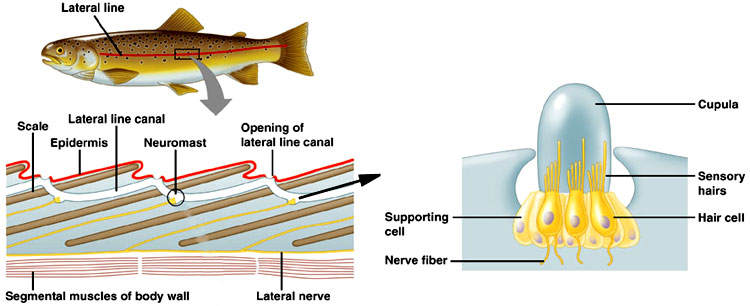 Lateral line
Lateral line canal
Scale
Epidermis
Neuromast
Opening of
lateral line canal
Segmental muscles of body wall
Lateral nerve
Cupula
Sensory
hairs
Supporting
cell
Hair cell
Nerve fiber